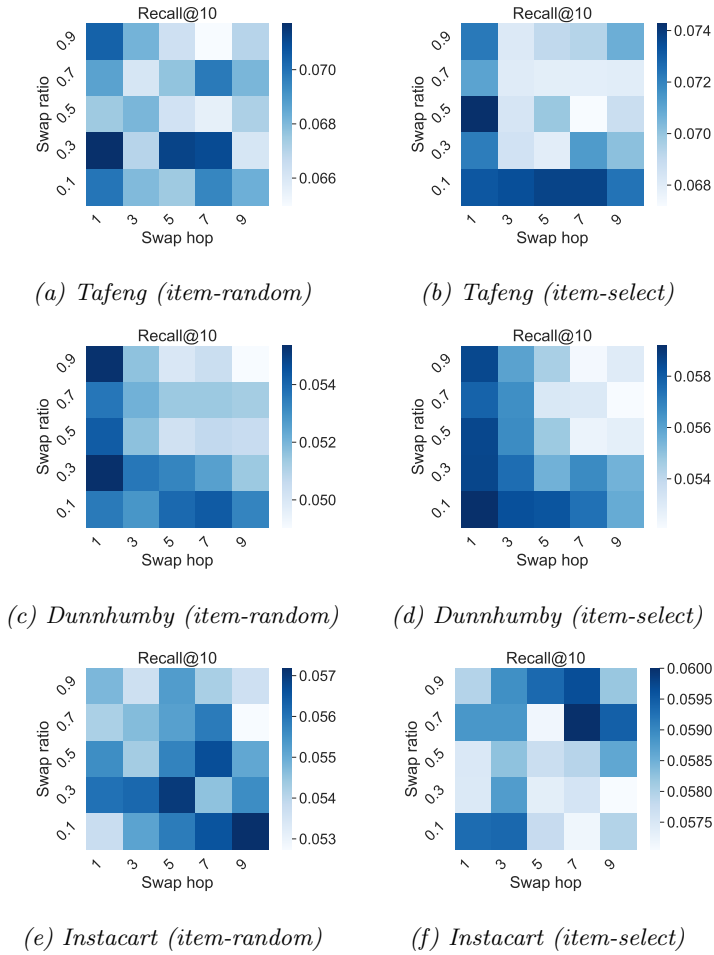 Recall@10
Swap ratio
0.9
0.7
0.5
0.3
0.1
1 3 5 7 9
Swap hop
0.070
0.068
0.066
(a) Tafeng (item-random)
Recall@10
Swap ratio
0.9
0.7
0.5
0.3
0.1
1 3 5 7 9
Swap hop
0.074
0.072
0.070
0.068
(b) Tafeng (item-select)
Recall@10
Swap ratio
0.9
0.7
0.5
0.3
0.1
1 3 5 7 9
Swap hop
0.054
0.052
0.050
(c) Dunnhumby (item-random)
Recall@10
Swap ratio
0.9
0.7
0.5
0.3
0.1
1 3 5 7 9
Swap hop
0.058
0.056
0.054
(d) Dunnhumby (item-select)
Recall@10
Swap ratio
0.9
0.7
0.5
0.3
0.1
1 3 5 7 9
Swap hop
0.057
0.056
0.055
0.054
0.053
(e) Instacart (item-random)
Recall@10
Swap ratio
0.9
0.7
0.5
0.3
0.1
1 3 5 7 9
Swap hop
0.0600
0.0595
0.0590
0.0585
0.0580
0.0575
(f) Instacart (item-select)